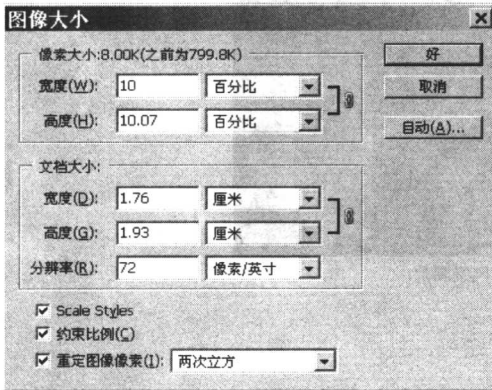 图像大小
像素大小:8.00K(之前为799.8K)
好
宽度(W): 10 百分比
取消
高度(H): 10.07 百分比
自动(A)...
文档大小:
宽度(D): 1.76 厘米
高度(G): 1.93 厘米
分辨率(R): 72 像素/英寸
Scale Styles
约束比例(C)
重定图像像素(I): 两次立方